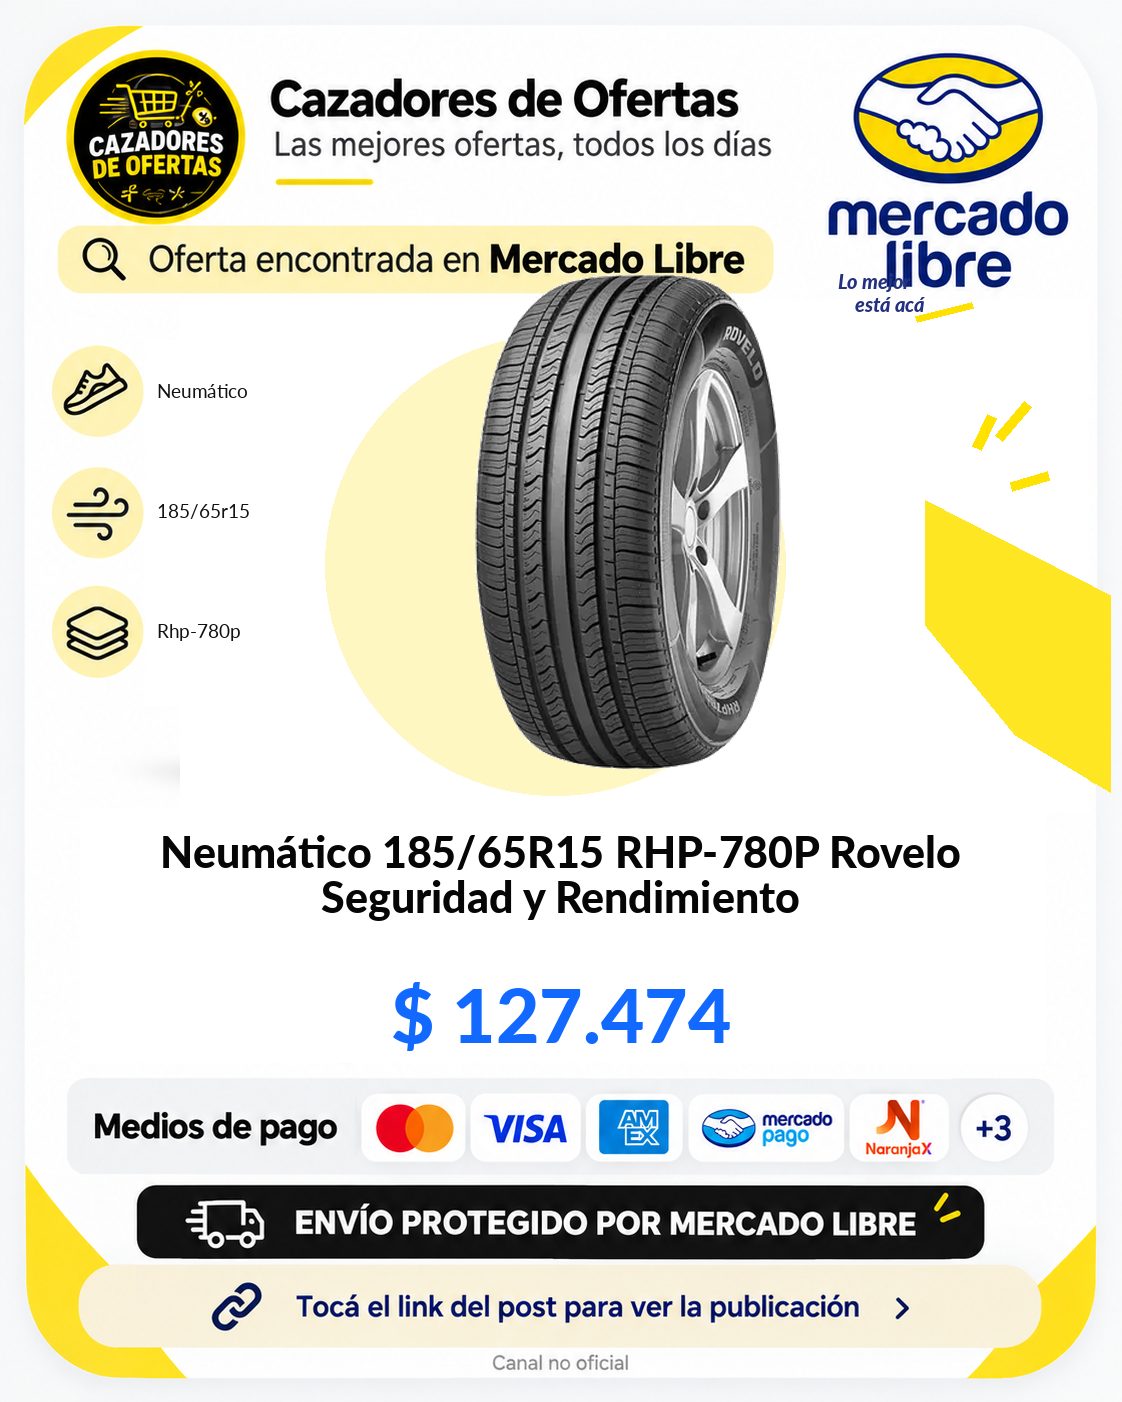 CAZADORES
DE OFERTAS
Cazadores de Ofertas
Las mejores ofertas, todos los días
mercado
libre
Lo mejor
está acá
Oferta encontrada en Mercado Libre
ROVELO
Neumático
185/65r15
Rhp-780p
Neumático 185/65R15 RHP-780P Rovelo
Seguridad y Rendimiento
$ 127.474
Medios de pago
VISA
AM
EX
mercado
pago
NaranjaX
+3
ENVÍO PROTEGIDO POR MERCADO LIBRE
Tocá el link del post para ver la publicación
Canal no oficial